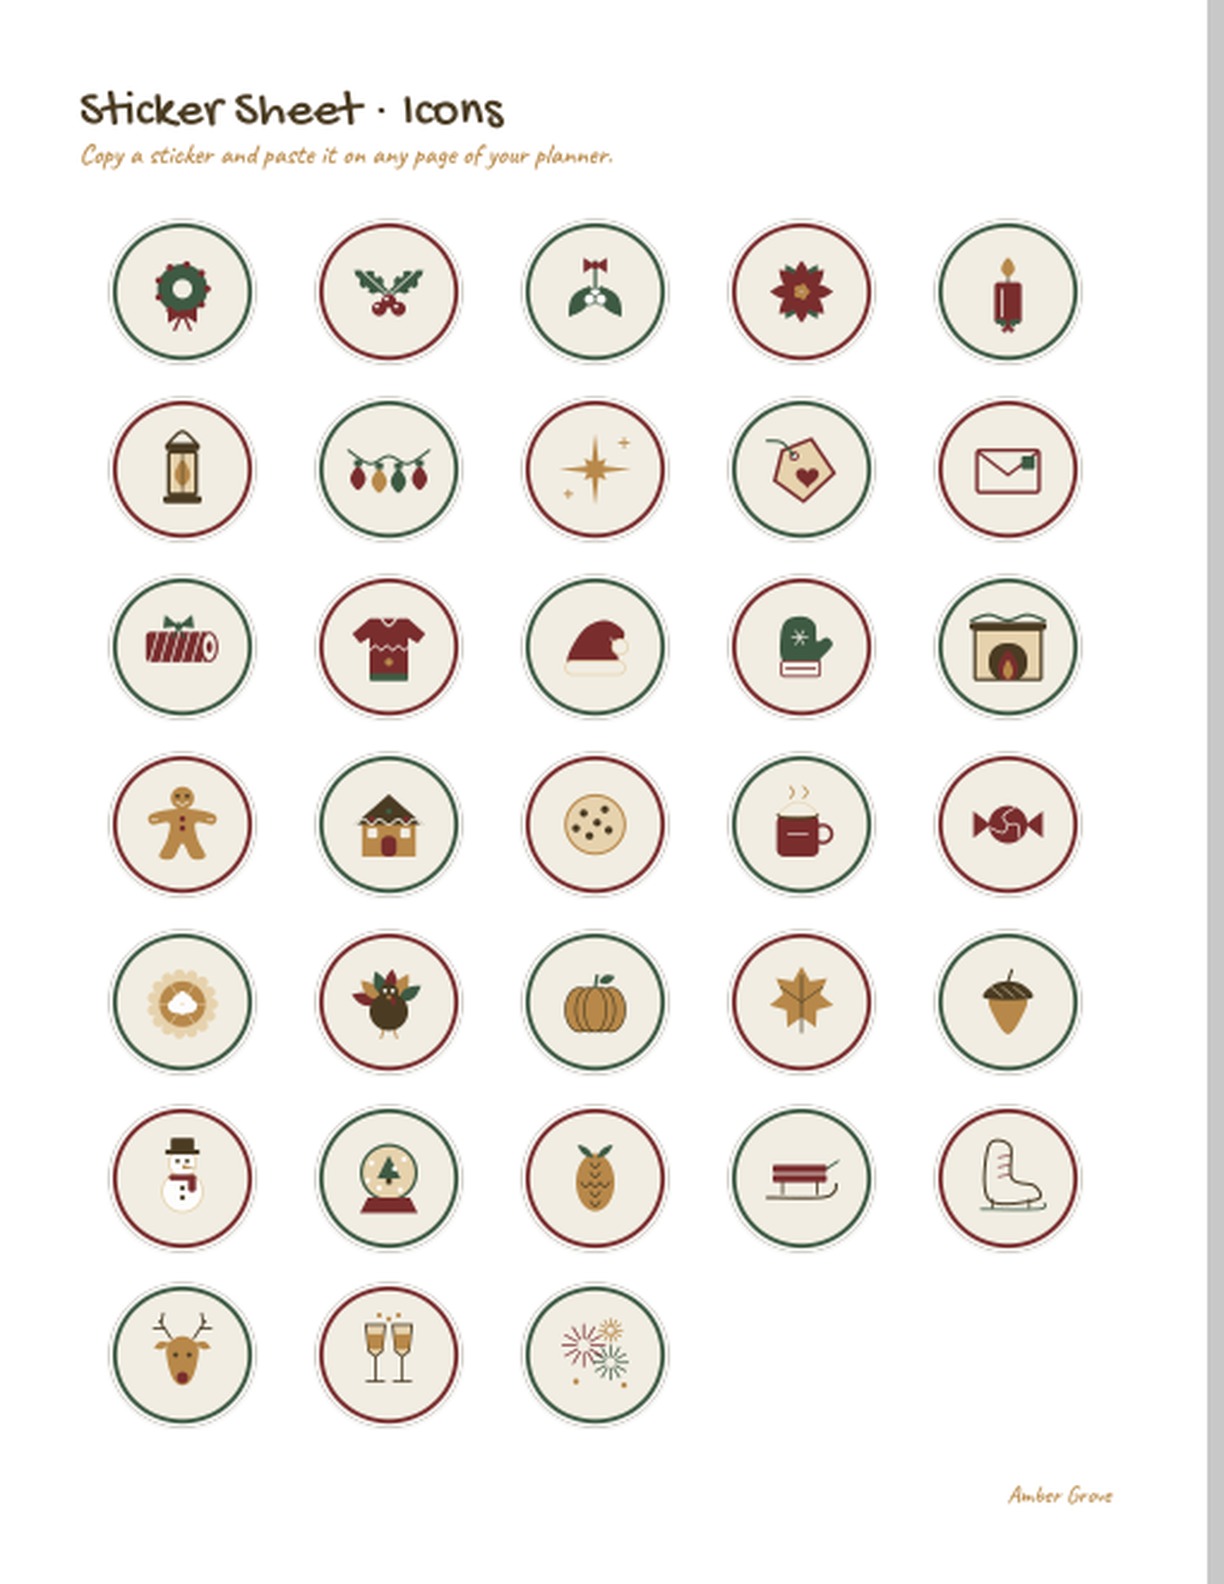 Sticker Sheet · Icons
Copy a sticker and paste it on any page of your planner.
Amber Grove